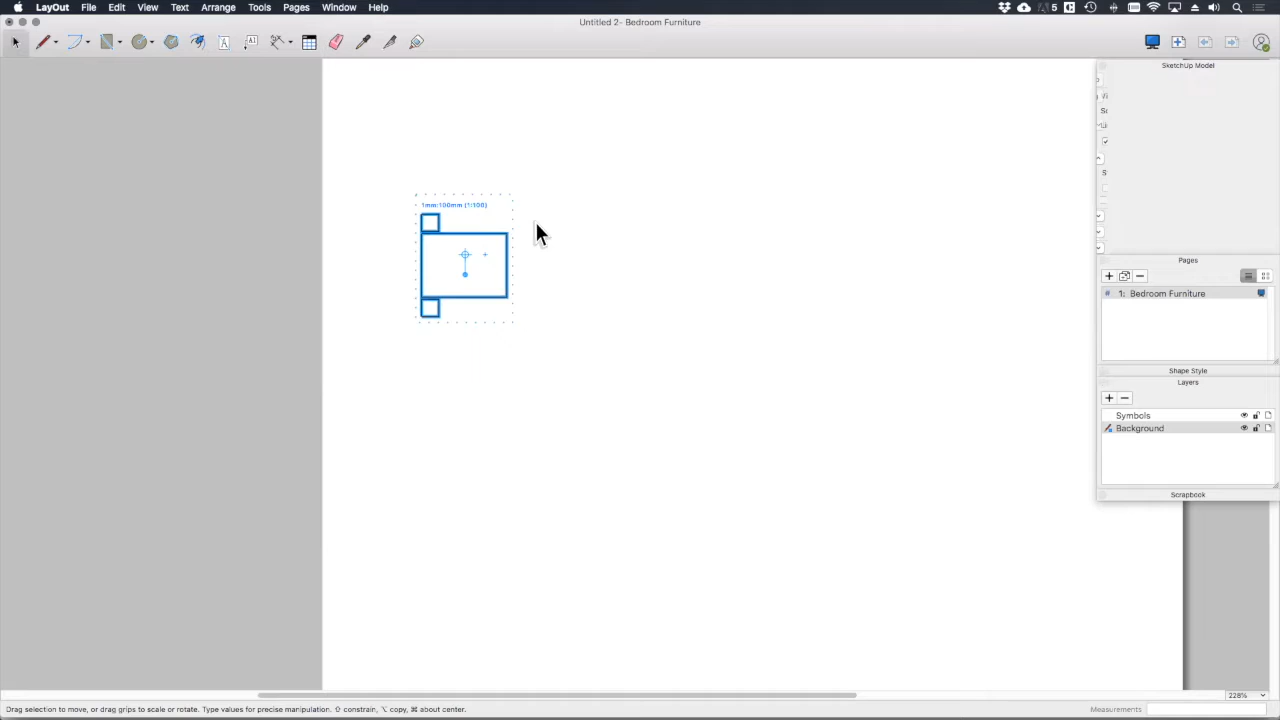 LayOut File Edit View Text Arrange Tools Pages Window Help
5
Untitled 2- Bedroom Furniture
SketchUp Model
1mm:100mm (1:100)
Pages
1: Bedroom Furniture
Shape Style
Layers
Symbols
Background
Scrapbook
228%
Drag selection to move, or drag grips to scale or rotate. Type values for precise manipulation. ⇧ constrain, ⌥ copy, ⌘ about center.
Measurements